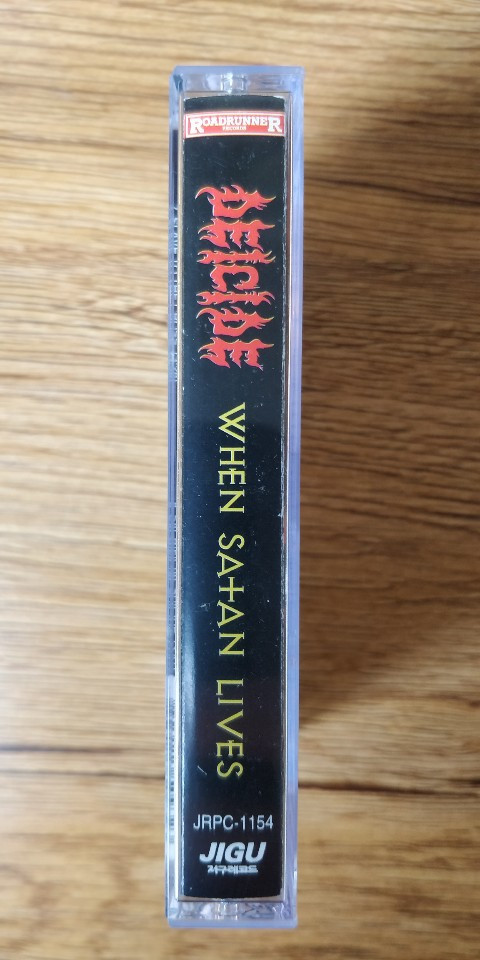 ROADRUNNER
RECORDS
DEICIDE
WHEN SATAN LIVES
JRPC-1154
JIGU
지구레코드